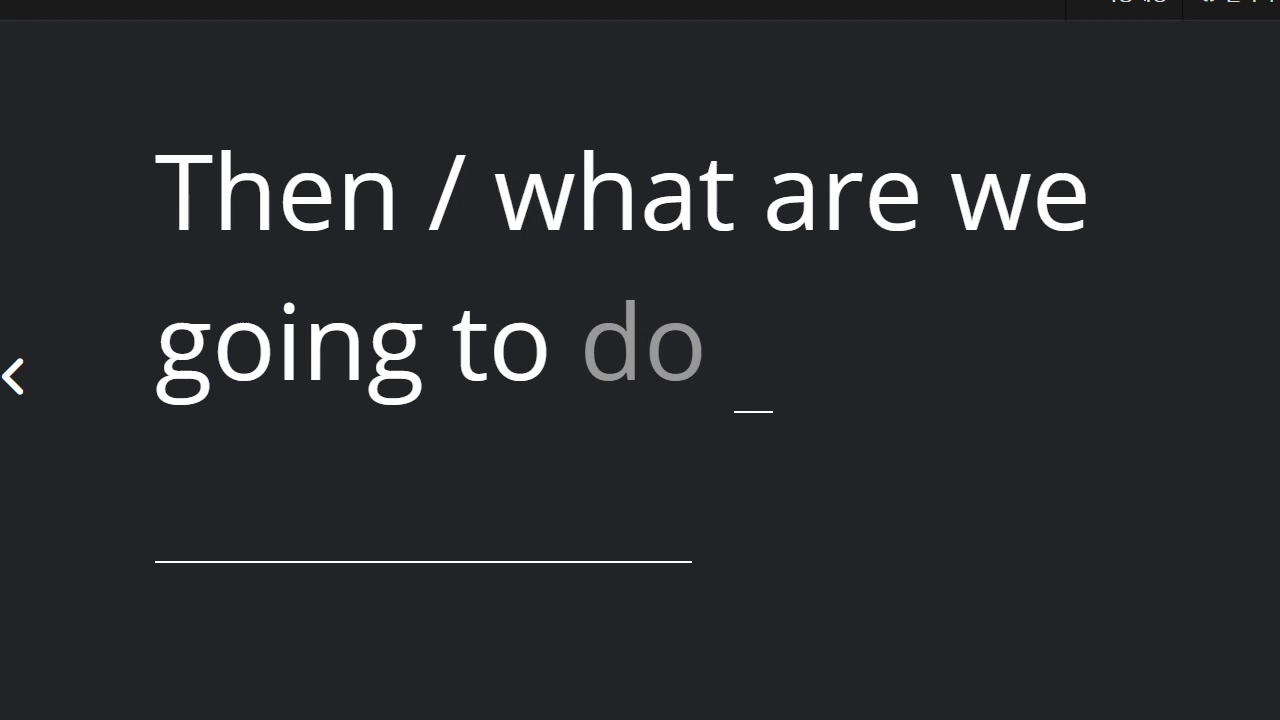 Then / what are we
going to do _